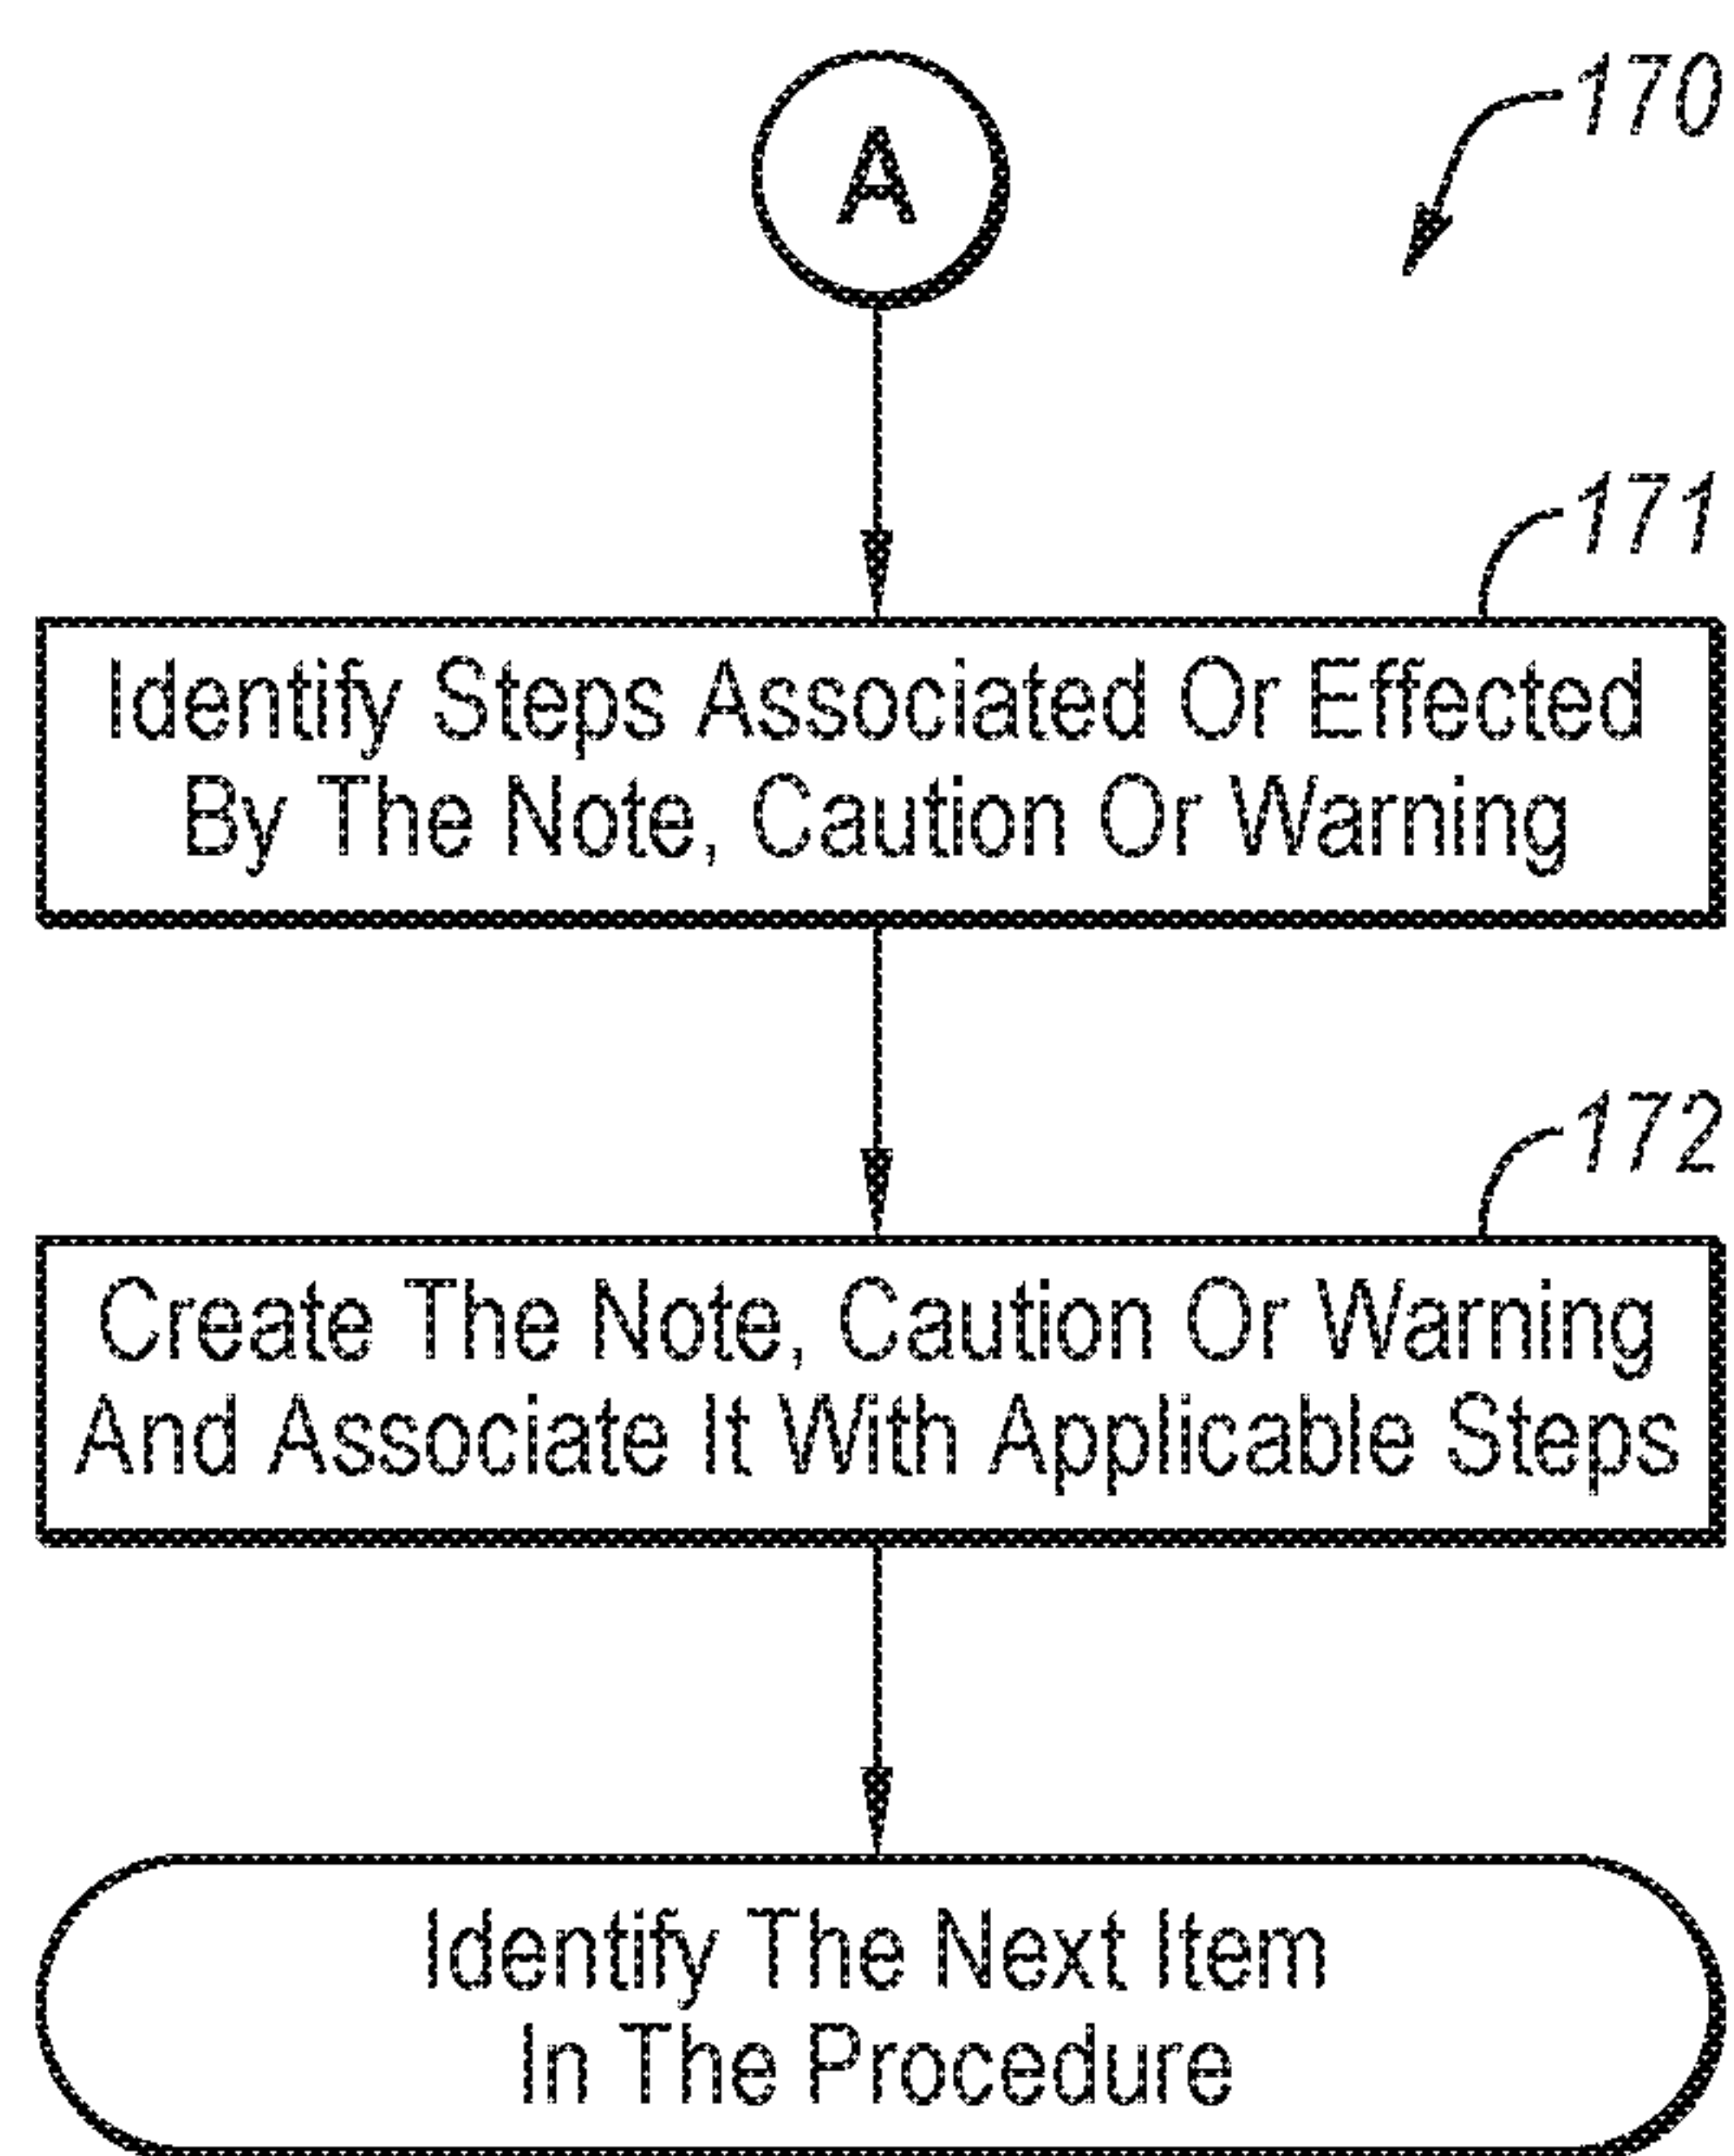 A
170
171
Identify Steps Associated Or Effected
By The Note, Caution Or Warning
172
Create The Note, Caution Or Warning
And Associate It With Applicable Steps
Identify The Next Item
In The Procedure